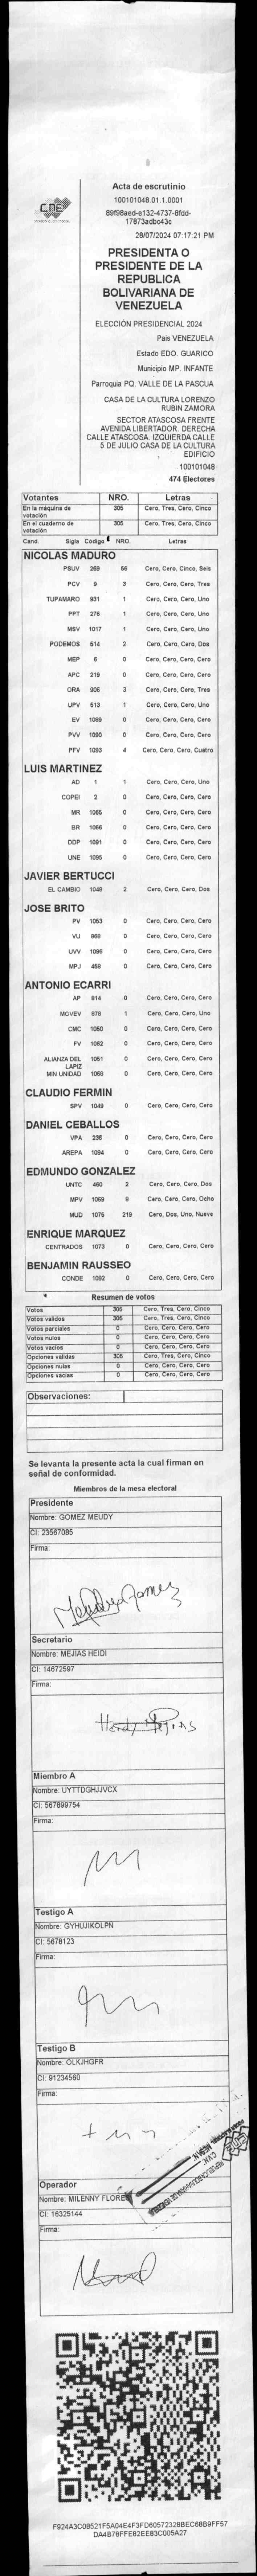 CNE
Acta de escrutinio
100101048.01.1.0001
89f98aed-e132-4737-8fdd-
17873adbc43c
28/07/2024 07:17:21 PM
PRESIDENTA O
PRESIDENTE DE LA
REPUBLICA
BOLIVARIANA DE
VENEZUELA
ELECCIÓN PRESIDENCIAL 2024
Pais VENEZUELA
Estado EDO. GUARICO
Municipio MP. INFANTE
Parroquia PQ. VALLE DE LA PASCUA
CASA DE LA CULTURA LORENZO
RUBIN ZAMORA
SECTOR ATASCOSA FRENTE
AVENIDA LIBERTADOR. DERECHA
CALLE ATASCOSA. IZQUIERDA CALLE
5 DE JULIO CASA DE LA CULTURA
EDIFICIO
100101048
474 Electores
Votantes NRO. Letras
En la máquina de votación 305 Cero, Tres, Cero, Cinco
En el cuaderno de votación 305 Cero, Tres, Cero, Cinco
Cand. Sigla Código NRO. Letras
NICOLAS MADURO
PSUV 269 56 Cero, Cero, Cinco, Seis
PCV 9 3 Cero, Cero, Cero, Tres
TUPAMARO 931 1 Cero, Cero, Cero, Uno
PPT 276 1 Cero, Cero, Cero, Uno
MSV 1017 1 Cero, Cero, Cero, Uno
PODEMOS 514 2 Cero, Cero, Cero, Dos
MEP 6 0 Cero, Cero, Cero, Cero
APC 219 0 Cero, Cero, Cero, Cero
ORA 906 3 Cero, Cero, Cero, Tres
UPV 513 1 Cero, Cero, Cero, Uno
EV 1089 0 Cero, Cero, Cero, Cero
PVV 1090 0 Cero, Cero, Cero, Cero
PFV 1093 4 Cero, Cero, Cero, Cuatro
LUIS MARTINEZ
AD 1 1 Cero, Cero, Cero, Uno
COPEI 2 0 Cero, Cero, Cero, Cero
MR 1065 0 Cero, Cero, Cero, Cero
BR 1066 0 Cero, Cero, Cero, Cero
DDP 1091 0 Cero, Cero, Cero, Cero
UNE 1095 0 Cero, Cero, Cero, Cero
JAVIER BERTUCCI
EL CAMBIO 1048 2 Cero, Cero, Cero, Dos
JOSE BRITO
PV 1053 0 Cero, Cero, Cero, Cero
VU 868 0 Cero, Cero, Cero, Cero
UVV 1096 0 Cero, Cero, Cero, Cero
MPJ 458 0 Cero, Cero, Cero, Cero
ANTONIO ECARRI
AP 814 0 Cero, Cero, Cero, Cero
MOVEV 878 1 Cero, Cero, Cero, Uno
CMC 1050 0 Cero, Cero, Cero, Cero
FV 1052 0 Cero, Cero, Cero, Cero
ALIANZA DEL LAPIZ 1051 0 Cero, Cero, Cero, Cero
MIN UNIDAD 1068 0 Cero, Cero, Cero, Cero
CLAUDIO FERMIN
SPV 1049 0 Cero, Cero, Cero, Cero
DANIEL CEBALLOS
VPA 238 0 Cero, Cero, Cero, Cero
AREPA 1094 0 Cero, Cero, Cero, Cero
EDMUNDO GONZALEZ
UNTC 460 2 Cero, Cero, Cero, Dos
MPV 1069 8 Cero, Cero, Cero, Ocho
MUD 1075 219 Cero, Dos, Uno, Nueve
ENRIQUE MARQUEZ
CENTRADOS 1073 0 Cero, Cero, Cero, Cero
BENJAMIN RAUSSEO
CONDE 1092 0 Cero, Cero, Cero, Cero
Resumen de votos
Votos 305 Cero, Tres, Cero, Cinco
Votos validos 305 Cero, Tres, Cero, Cinco
Votos parciales 0 Cero, Cero, Cero, Cero
Votos nulos 0 Cero, Cero, Cero, Cero
Votos vacios 0 Cero, Cero, Cero, Cero
Opciones validas 305 Cero, Tres, Cero, Cinco
Opciones nulas 0 Cero, Cero, Cero, Cero
Opciones vacias 0 Cero, Cero, Cero, Cero
Observaciones:
Se levanta la presente acta la cual firman en
señal de conformidad.
Miembros de la mesa electoral
Presidente
Nombre: GOMEZ MEUDY
CI: 23567085
Firma:
Secretario
Nombre: MEJIAS HEIDI
CI: 14672597
Firma:
Miembro A
Nombre: UYTTDGHJJVCX
CI: 567899754
Firma:
Testigo A
Nombre: GYHUJIKOLPN
CI: 5678123
Firma:
Testigo B
Nombre: OLKJHGFR
CI: 91234560
Firma:
Operador
Nombre: MILENNY FLORE
CI: 16325144
Firma:
F924A3C08521F5A04E4F3FD60572328BEC68B9FF57
DA4B78FFE82EE83C005A27